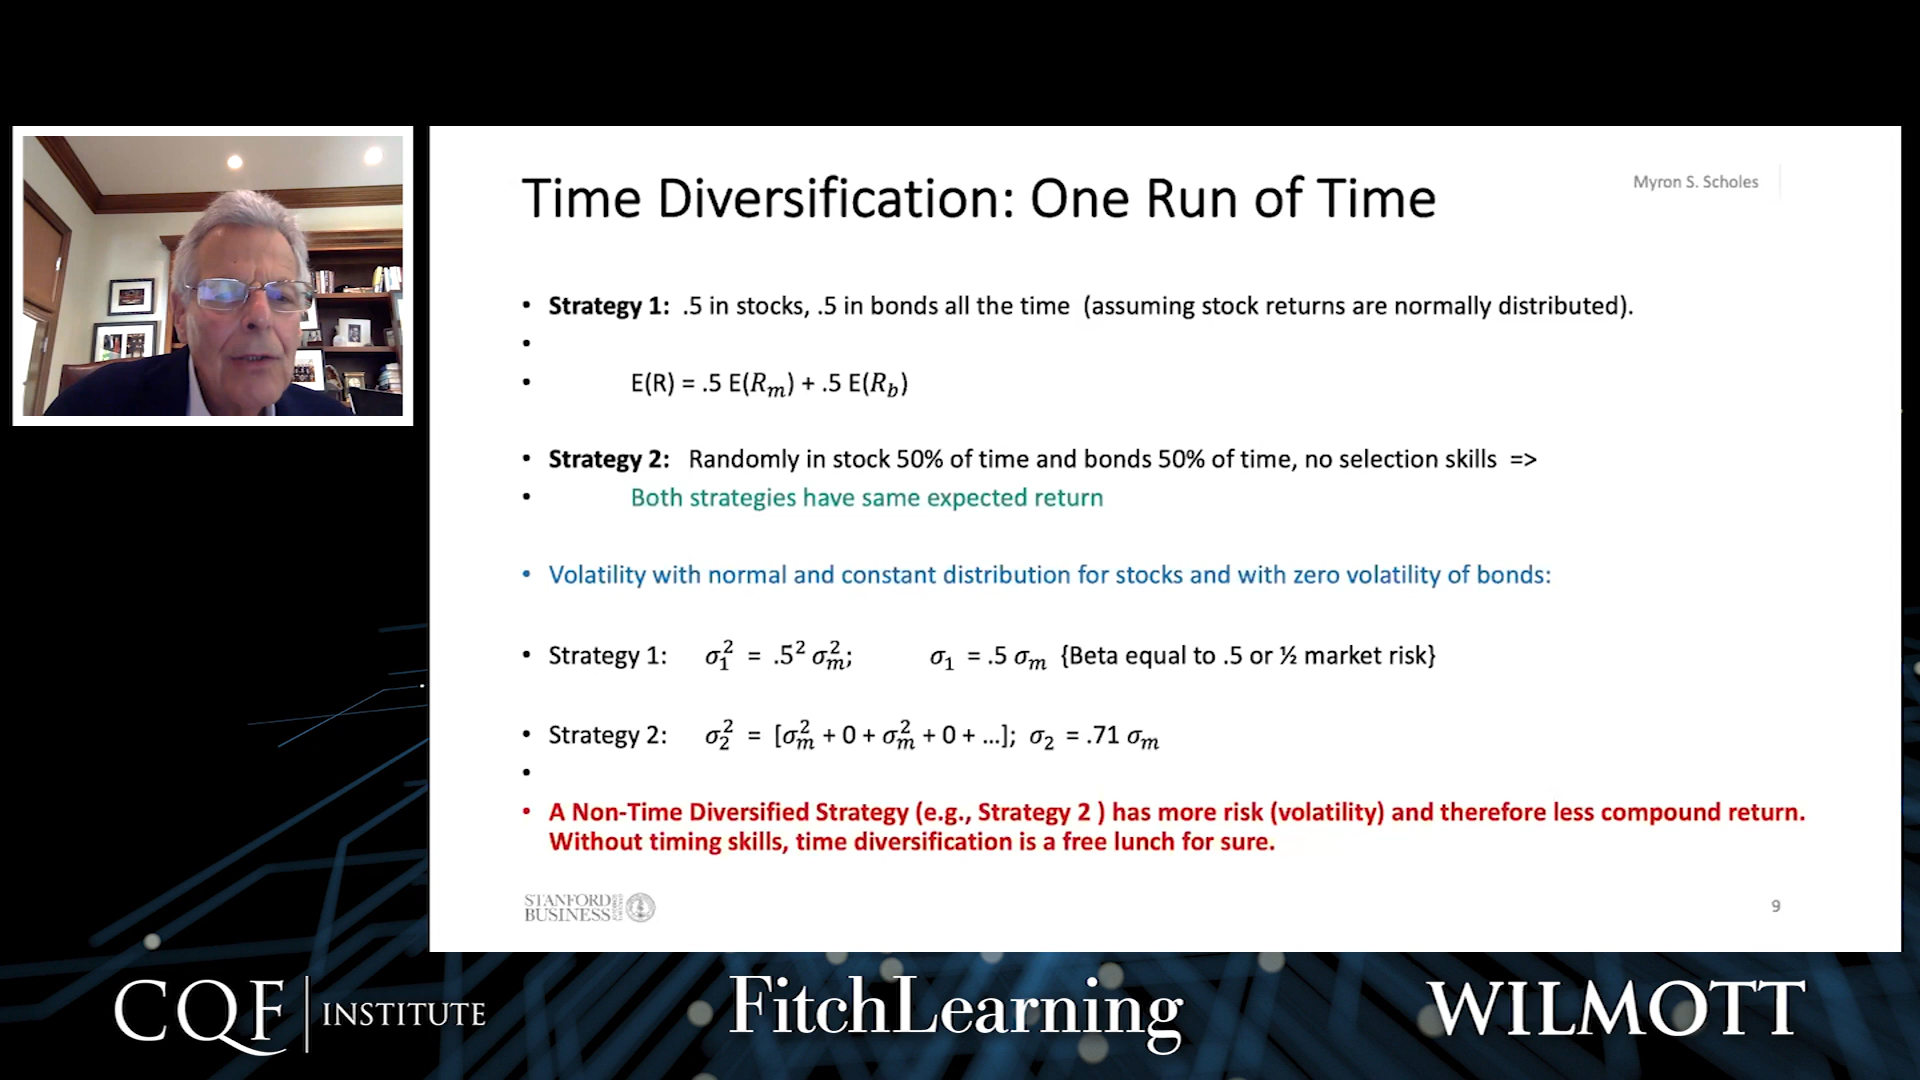 Time Diversification: One Run of Time
Myron S. Scholes
• Strategy 1: .5 in stocks, .5 in bonds all the time (assuming stock returns are normally distributed).
•
• E(R) = .5 E(Rₘ) + .5 E(R_b)
• Strategy 2: Randomly in stock 50% of time and bonds 50% of time, no selection skills =>
• Both strategies have same expected return
• Volatility with normal and constant distribution for stocks and with zero volatility of bonds:
• Strategy 1: σ₁² = .5² σₘ²; σ₁ = .5 σₘ {Beta equal to .5 or ½ market risk}
• Strategy 2: σ₂² = [σₘ² + 0 + σₘ² + 0 + ...]; σ₂ = .71 σₘ
•
• A Non-Time Diversified Strategy (e.g., Strategy 2 ) has more risk (volatility) and therefore less compound return.
Without timing skills, time diversification is a free lunch for sure.
STANFORD
BUSINESS
9
CQF INSTITUTE
FitchLearning
WILMOTT